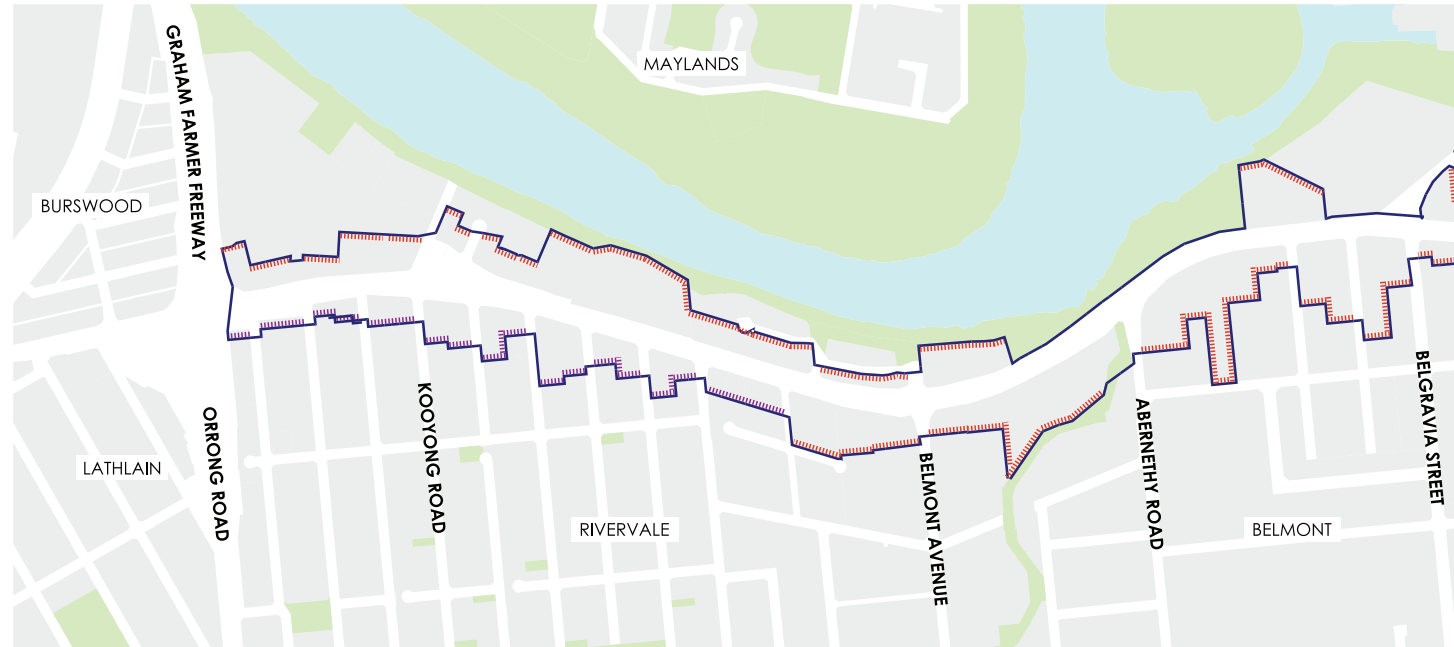 GRAHAM FARMER FREEWAY
MAYLANDS
BURSWOOD
ORRONG ROAD
KOOYONG ROAD
LATHLAIN
RIVERVALE
BELMONT AVENUE
ABERNETHY ROAD
BELMONT
BELGRAVIA STREET